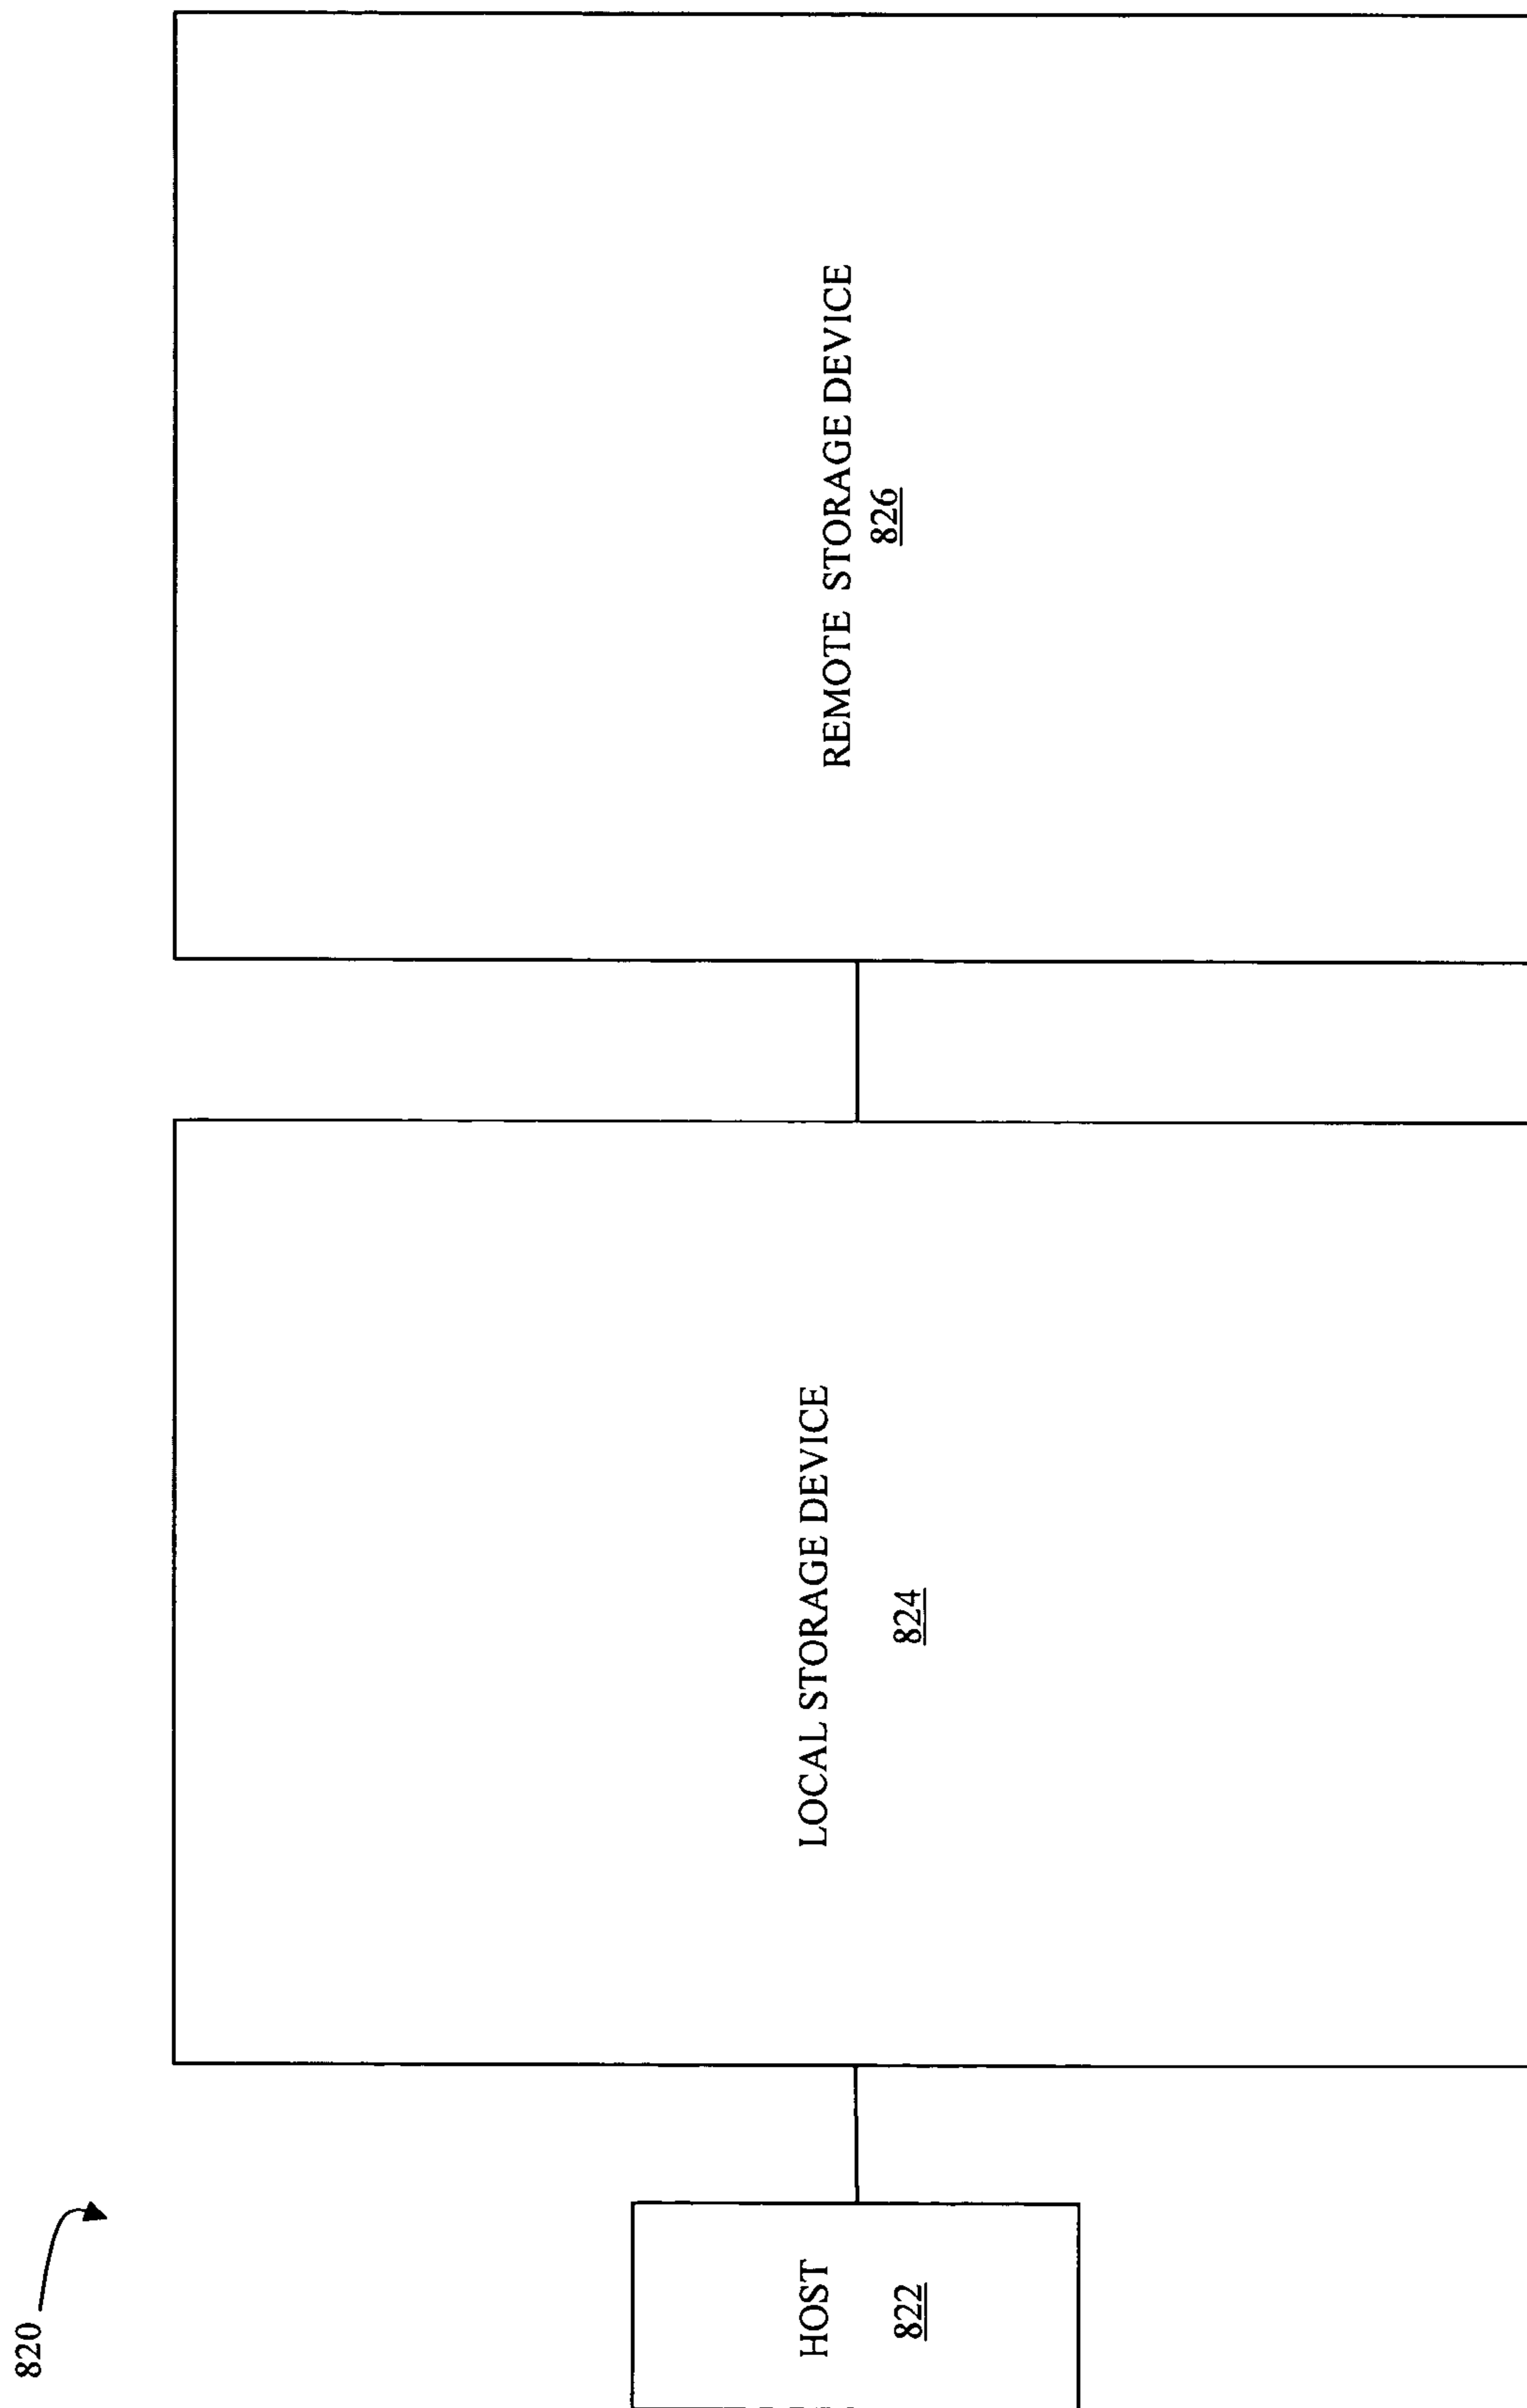 820
HOST
822
LOCAL STORAGE DEVICE
824
REMOTE STORAGE DEVICE
826